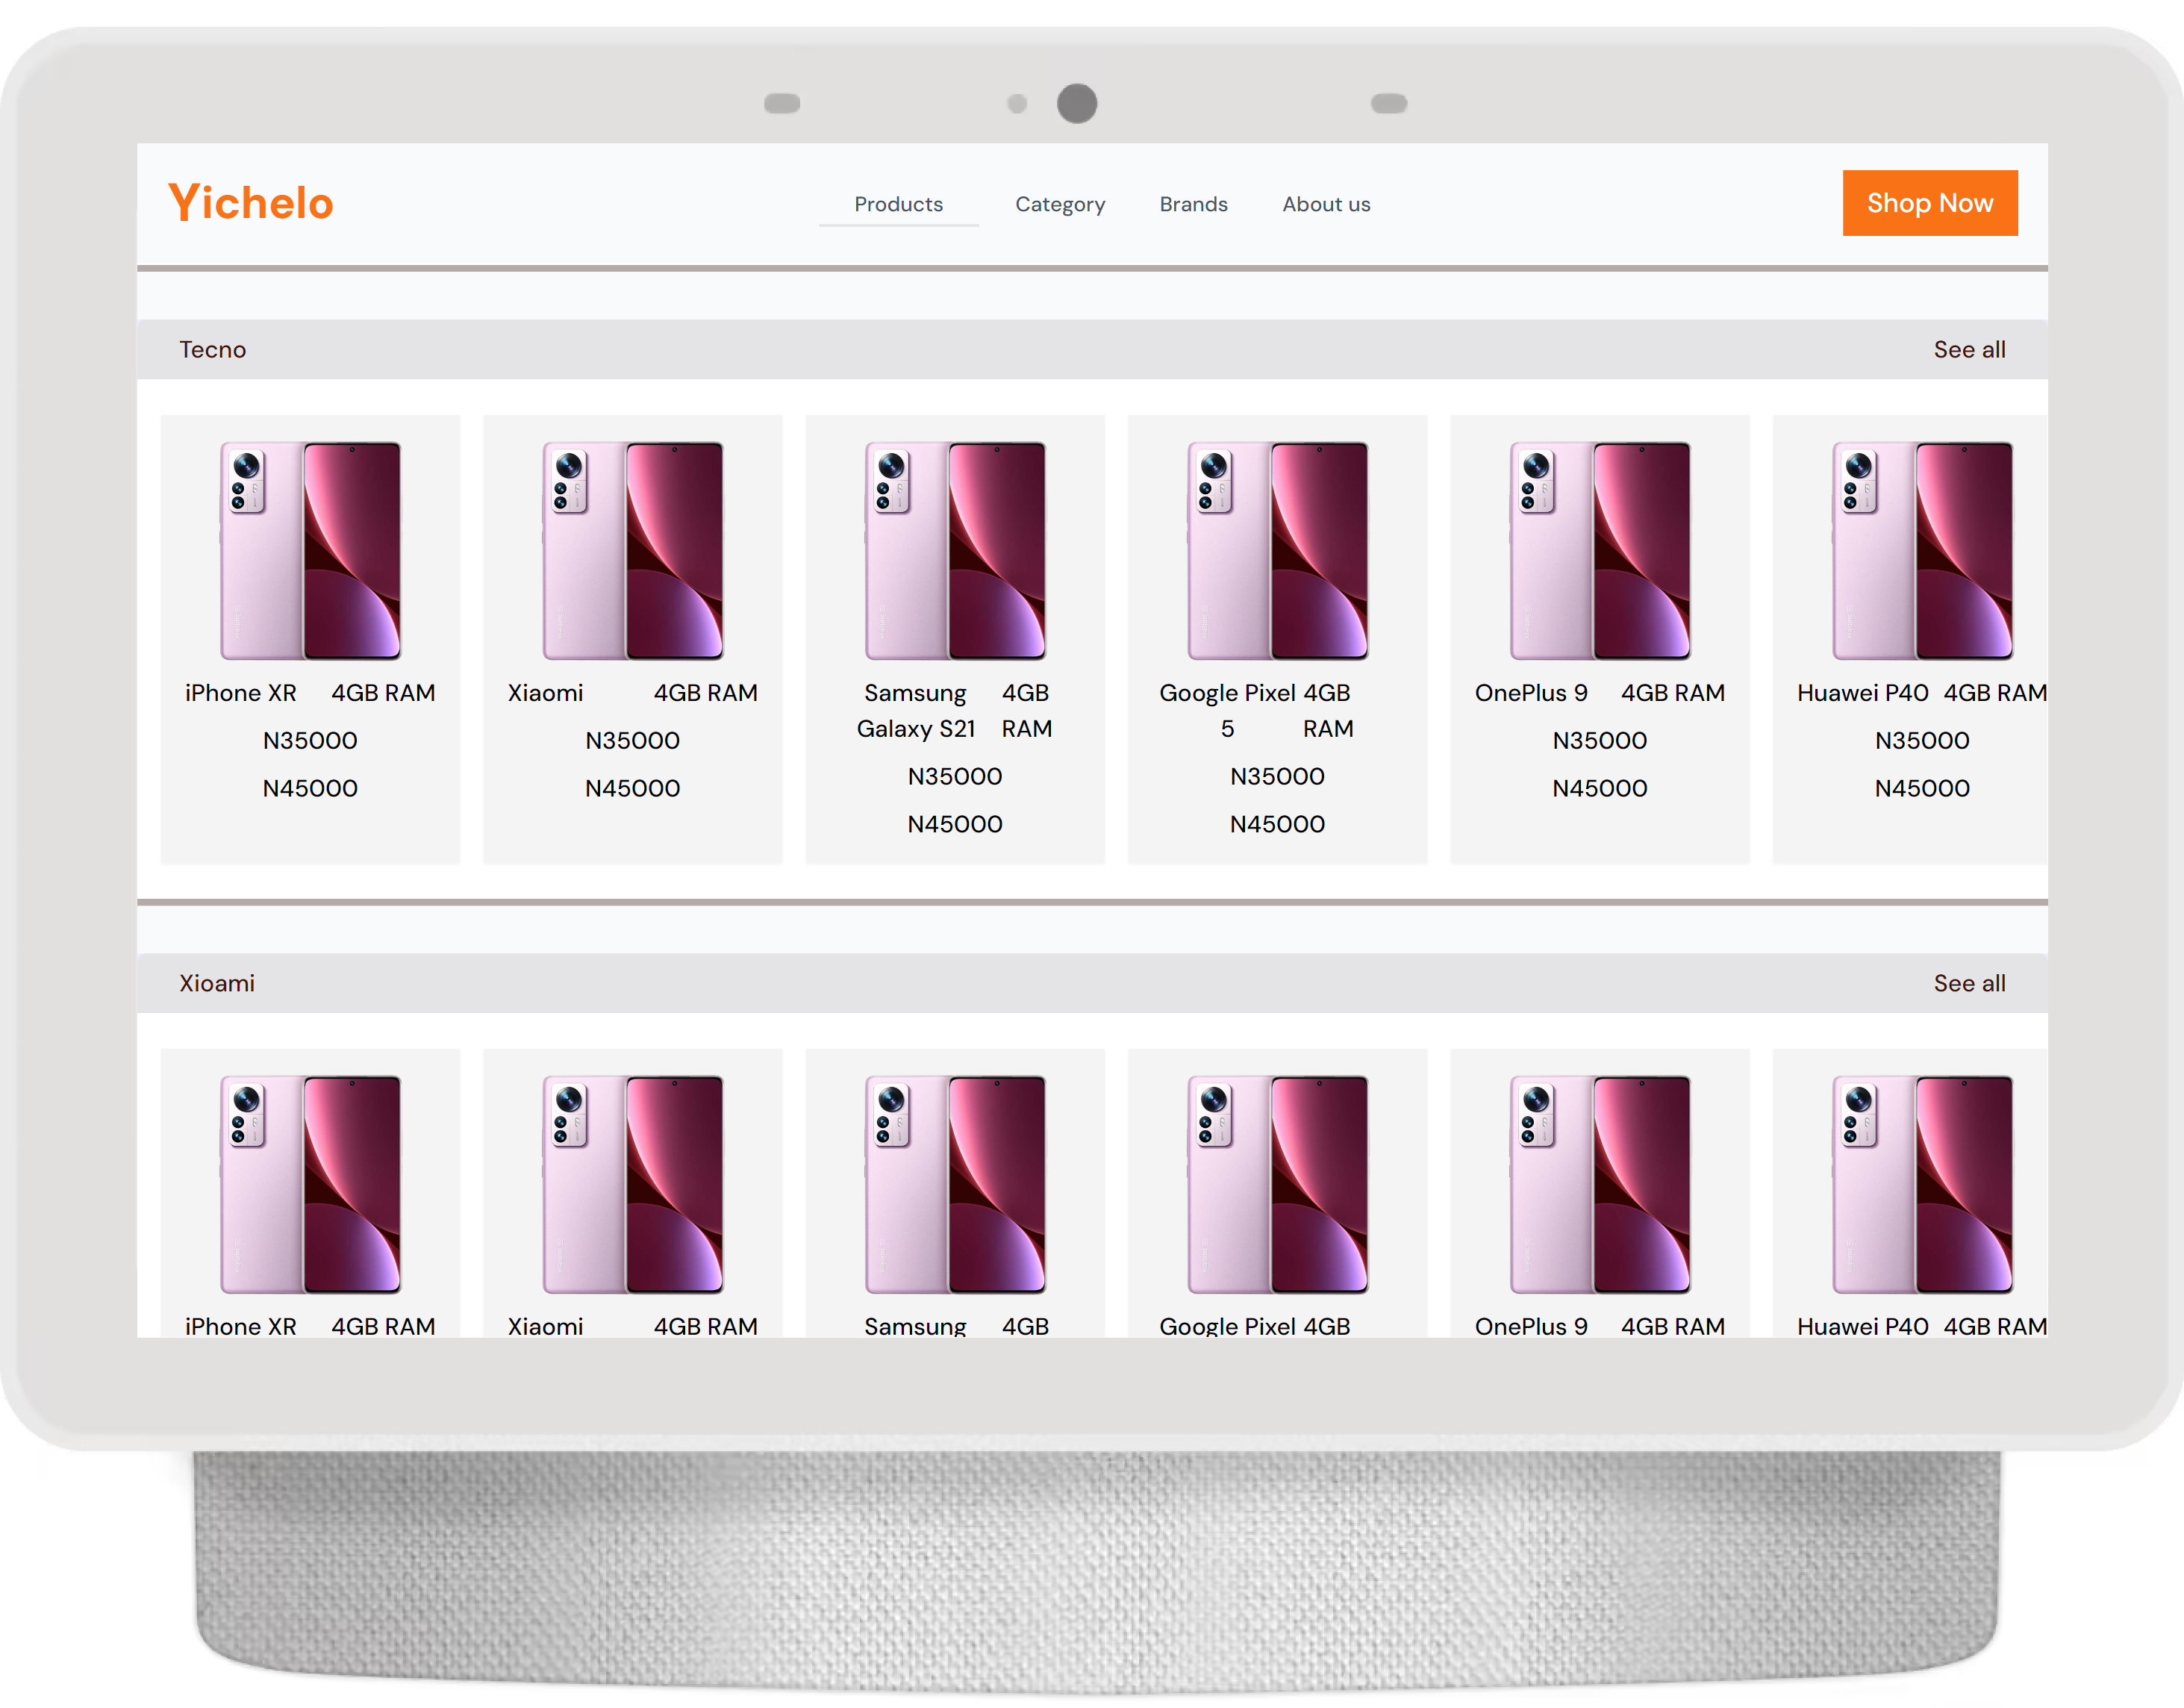 Yichelo
Products Category Brands About us
Shop Now
Tecno See all
iPhone XR 4GB RAM
N35000
N45000
Xiaomi 4GB RAM
N35000
N45000
Samsung 4GB
Galaxy S21 RAM
N35000
N45000
Google Pixel 4GB
5 RAM
N35000
N45000
OnePlus 9 4GB RAM
N35000
N45000
Huawei P40 4GB RAM
N35000
N45000
Xioami See all
iPhone XR 4GB RAM
Xiaomi 4GB RAM
Samsung 4GB
Google Pixel 4GB
OnePlus 9 4GB RAM
Huawei P40 4GB RAM